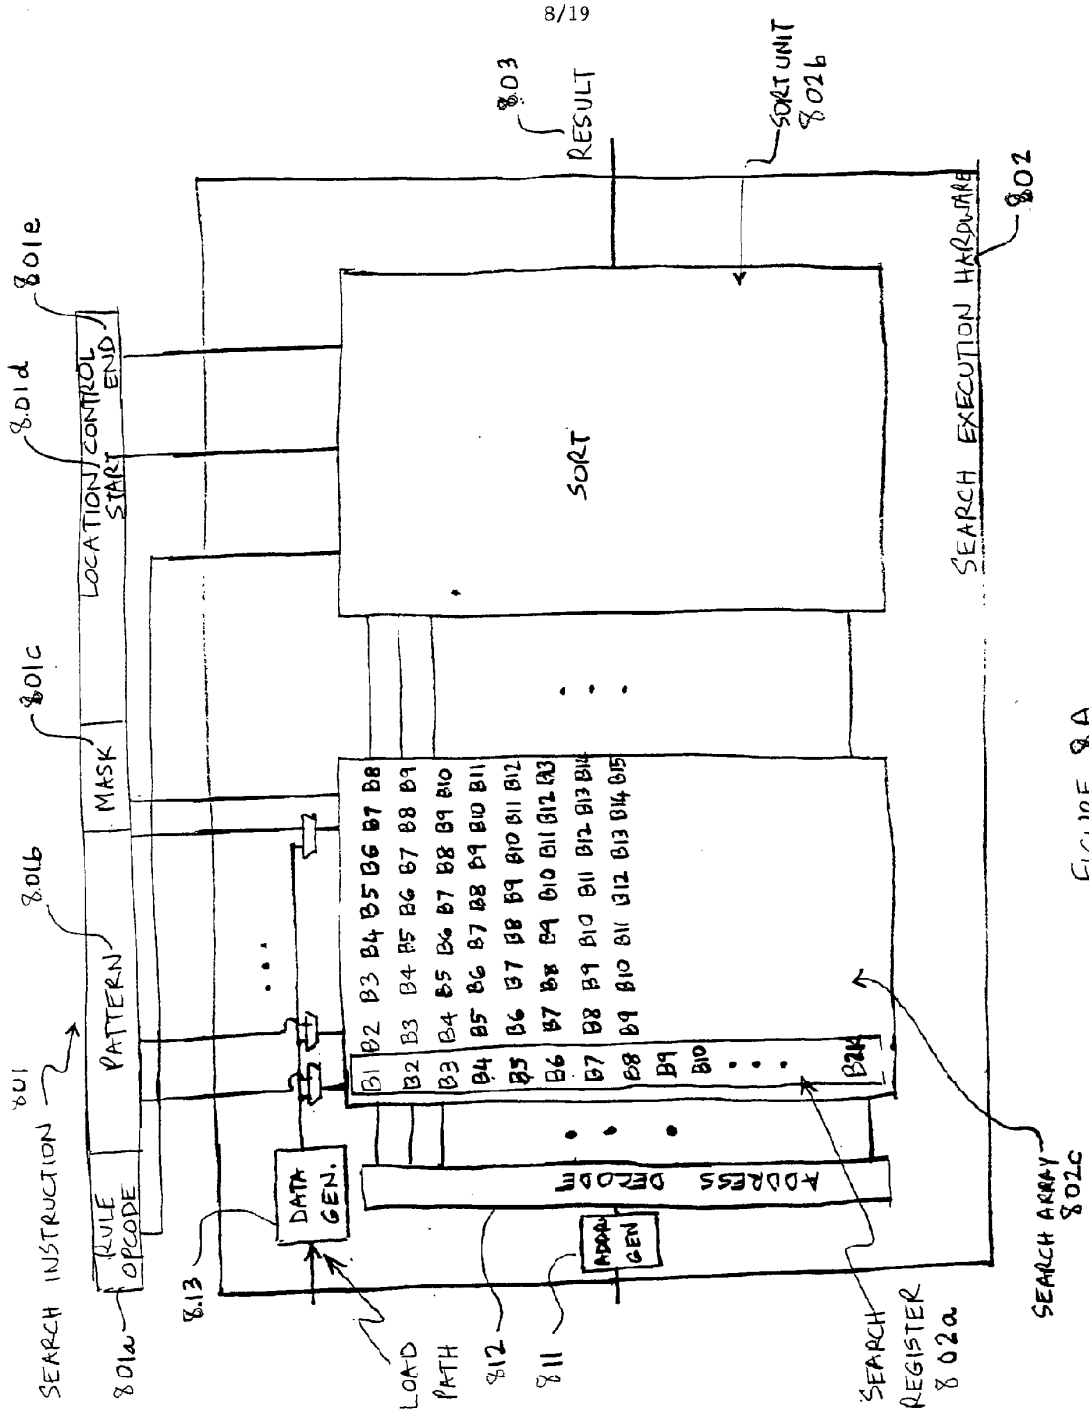 8/19
SEARCH INSTRUCTION
801
801a
RULE
OPCODE
PATTERN
801b
MASK
801c
LOCATION/CONTROL
START
END
801d
801e
8.13
DATA
GEN.
LOAD
PATH
812
811
ADDR
GEN
ADDRESS DECODE
B1 B2 B3 B4 B5 B6 B7 B8
B2 B3 B4 B5 B6 B7 B8 B9
B3 B4 B5 B6 B7 B8 B9 B10
B4 B5 B6 B7 B8 B9 B10 B11
B5 B6 B7 B8 B9 B10 B11 B12
B6 B7 B8 B9 B10 B11 B12 B13
B7 B8 B9 B10 B11 B12 B13 B14
B8 B9 B10 B11 B12 B13 B14 B15
B9
B10
B2K
SORT
803
RESULT
SORT UNIT
802b
SEARCH EXECUTION HARDWARE
802
SEARCH
REGISTER
802a
SEARCH ARRAY
802c
FIGURE 8A